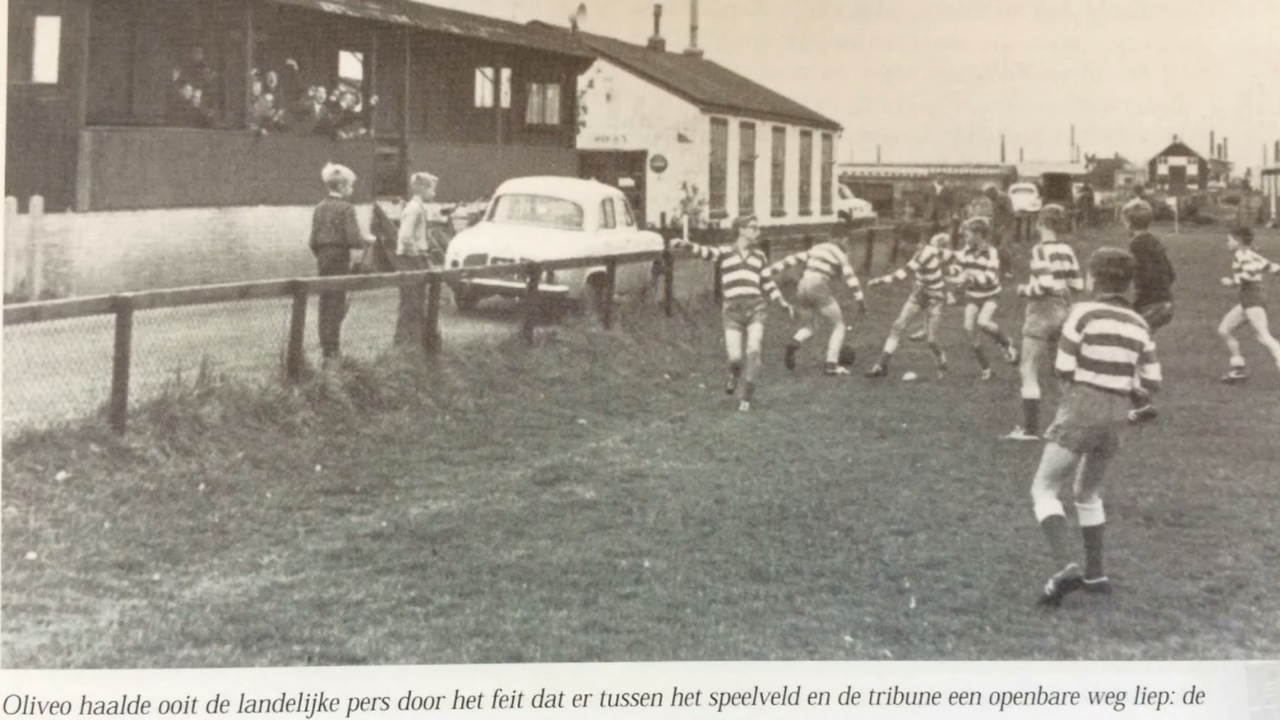 Oliveo haalde ooit de landelijke pers door het feit dat er tussen het speelveld en de tribune een openbare weg liep: de